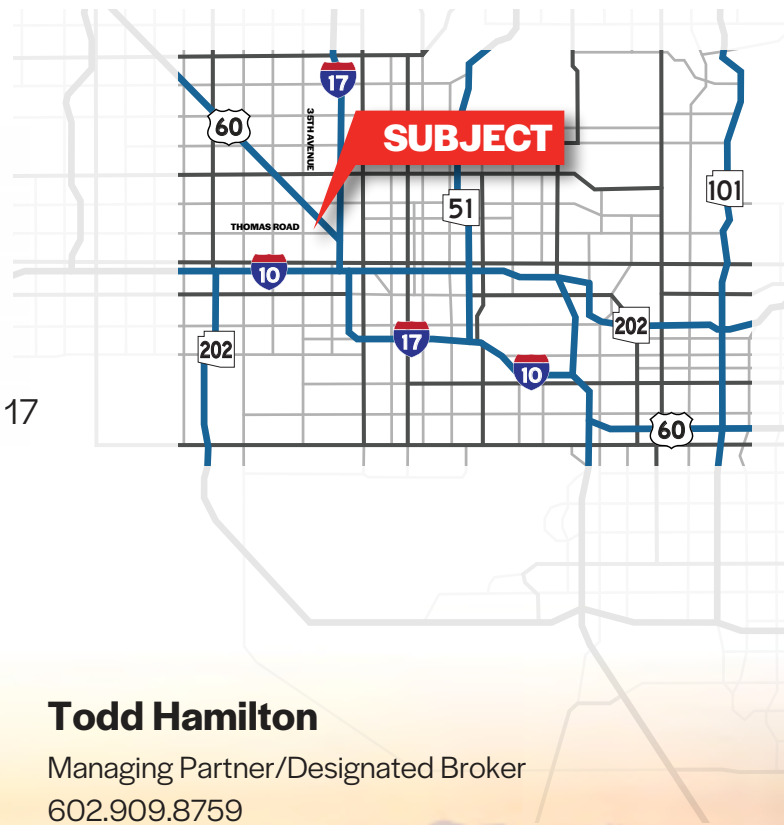 17
60
35TH AVENUE
SUBJECT
101
51
THOMAS ROAD
10
202
202
17
10
60
17
Todd Hamilton
Managing Partner/Designated Broker
602.909.8759